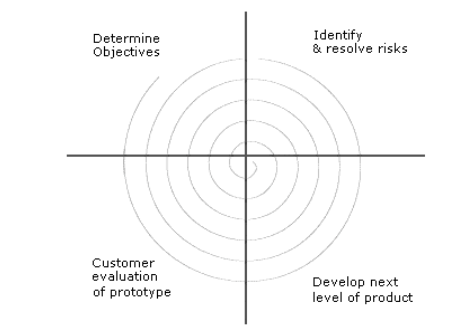 Determine
Objectives
Identify
& resolve risks
Customer
evaluation
of prototype
Develop next
level of product